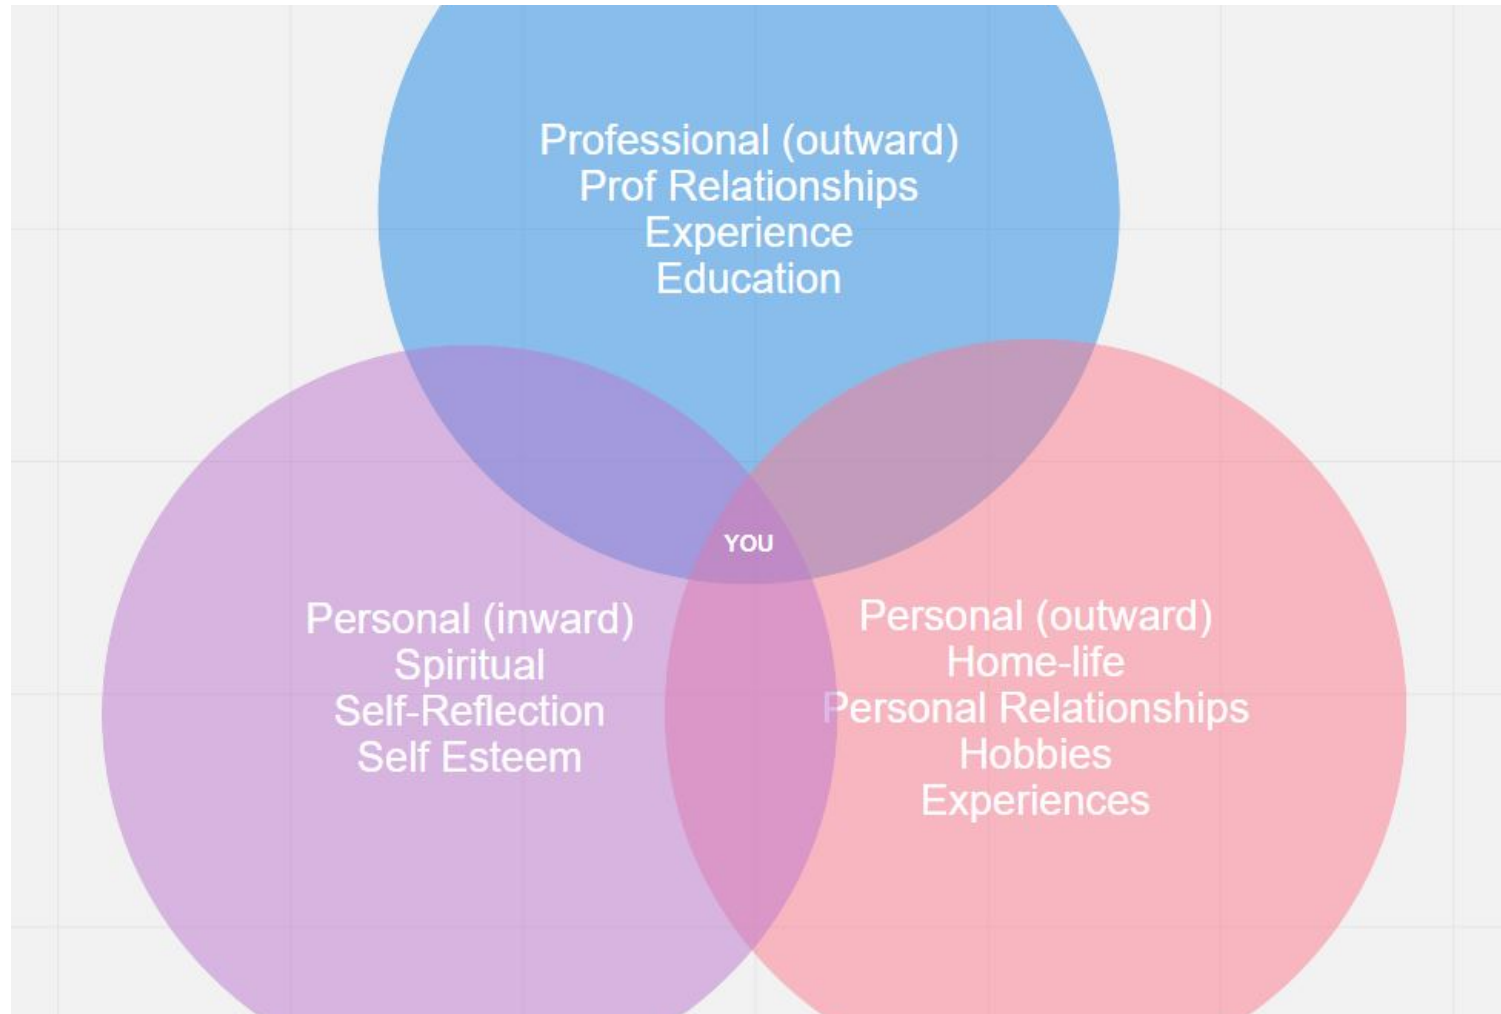 Professional (outward)
Prof Relationships
Experience
Education
YOU
Personal (inward)
Spiritual
Self-Reflection
Self Esteem
Personal (outward)
Home-life
Personal Relationships
Hobbies
Experiences